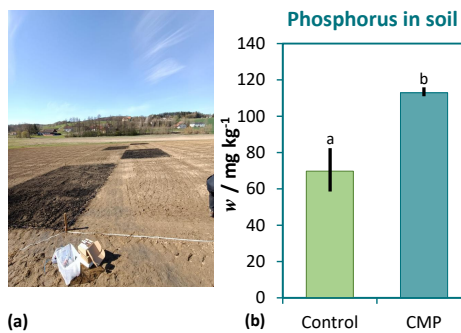 Phosphorus in soil
w / mg kg⁻¹
140
120
100
80
60
40
20
0
a
b
Control
CMP
(a)
(b)